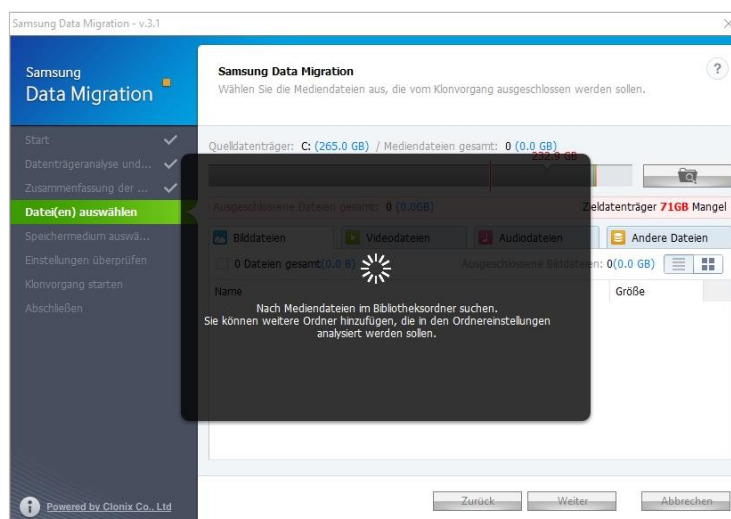 Samsung Data Migration - v.3.1
Samsung
Data Migration
Samsung Data Migration
Wählen Sie die Mediendateien aus, die vom Klonvorgang ausgeschlossen werden sollen.
?
Start
Datenträgeranalyse und...
Zusammenfassung der ...
Datei(en) auswählen
Speichermedium auswä...
Einstellungen überprüfen
Klonvorgang starten
Abschließen
Quelldatenträger: C: (265.0 GB) / Mediendateien gesamt: 0 (0.0 GB)
232.9 GB
Ausgeschlossene Dateien gesamt: 0 (0.0GB)
Zieldatenträger 71GB Mangel
Bilddateien
Videodateien
Audiodateien
Andere Dateien
0 Dateien gesamt(0.0 B)
Ausgeschlossene Bilddateien: 0(0.0 GB)
Name
Größe
Nach Mediendateien im Bibliotheksordner suchen.
Sie können weitere Ordner hinzufügen, die in den Ordnereinstellungen
analysiert werden sollen.
Powered by Clonix Co., Ltd
Zurück
Weiter
Abbrechen